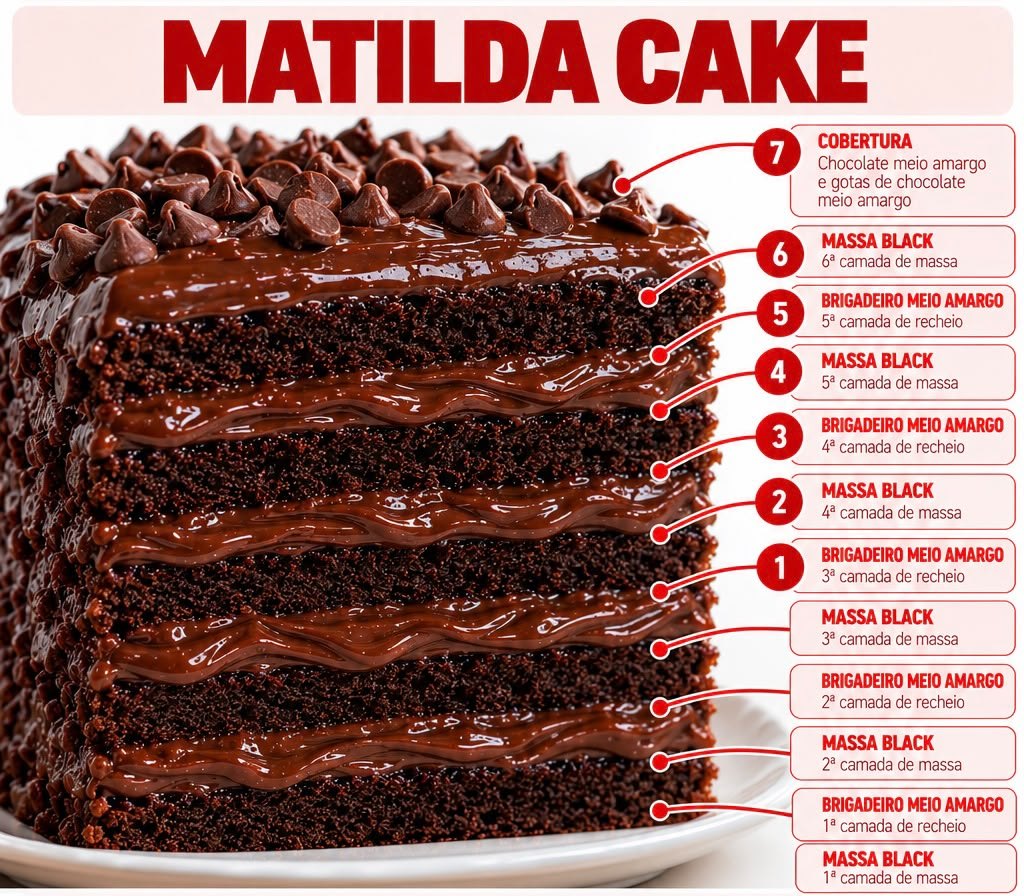 MATILDA CAKE
7
COBERTURA
Chocolate meio amargo
e gotas de chocolate
meio amargo
6
MASSA BLACK
6ª camada de massa
5
BRIGADEIRO MEIO AMARGO
5ª camada de recheio
4
MASSA BLACK
5ª camada de massa
3
BRIGADEIRO MEIO AMARGO
4ª camada de recheio
2
MASSA BLACK
4ª camada de massa
1
BRIGADEIRO MEIO AMARGO
3ª camada de recheio
MASSA BLACK
3ª camada de massa
BRIGADEIRO MEIO AMARGO
2ª camada de recheio
MASSA BLACK
2ª camada de massa
BRIGADEIRO MEIO AMARGO
1ª camada de recheio
MASSA BLACK
1ª camada de massa